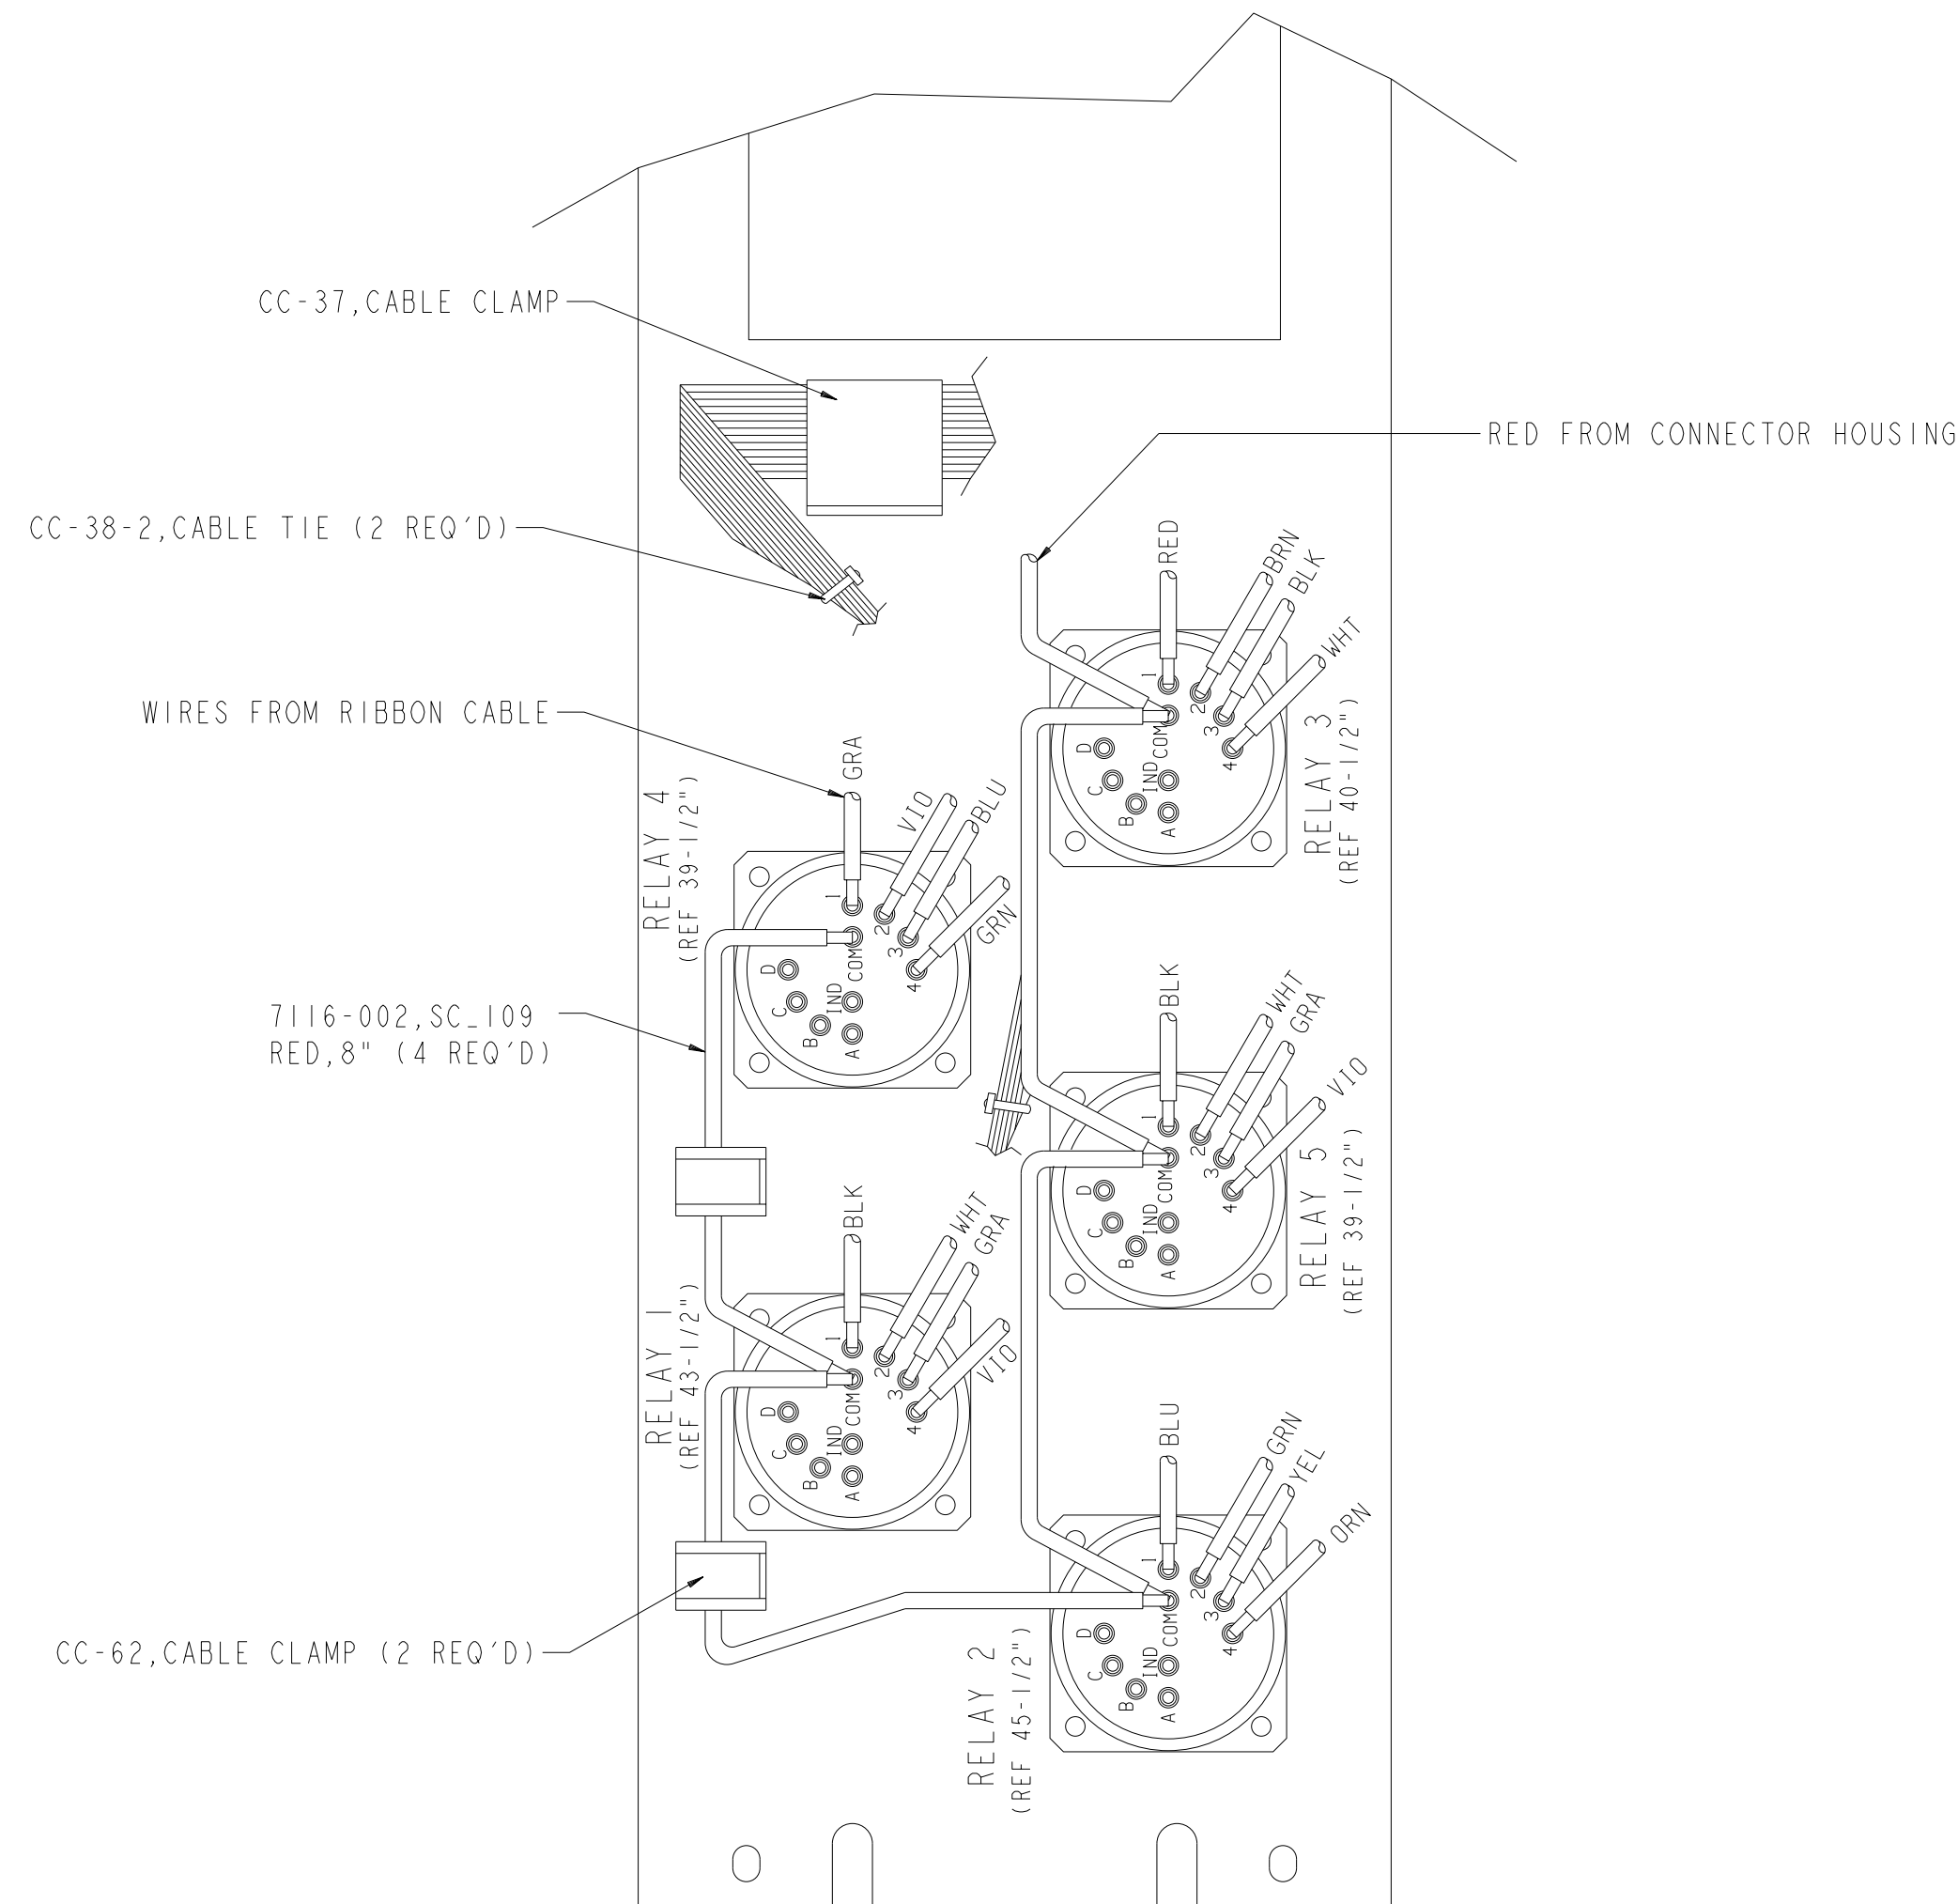 CC-37,CABLE CLAMP
RED FROM CONNECTOR HOUSING
CC-38-2,CABLE TIE (2 REQ'D)
WIRES FROM RIBBON CABLE
RED
BRN
BLK
WHT
1
2
3
4
COM
IND
D
C
B
A
RELAY 3
(REF 40-1/2")
RELAY 4
(REF 39-1/2")
GRA
VIO
BLU
GRN
1
2
3
4
COM
IND
D
C
B
A
7116-002,SC_109
RED,8" (4 REQ'D)
BLK
WHT
GRA
VIO
1
2
3
4
COM
IND
D
C
B
A
RELAY 5
(REF 39-1/2")
RELAY 1
(REF 43-1/2")
BLK
WHT
GRA
VIO
1
2
3
4
COM
IND
D
C
B
A
BLU
GRN
YEL
ORN
1
2
3
4
COM
IND
D
C
B
A
RELAY 2
(REF 45-1/2")
CC-62,CABLE CLAMP (2 REQ'D)